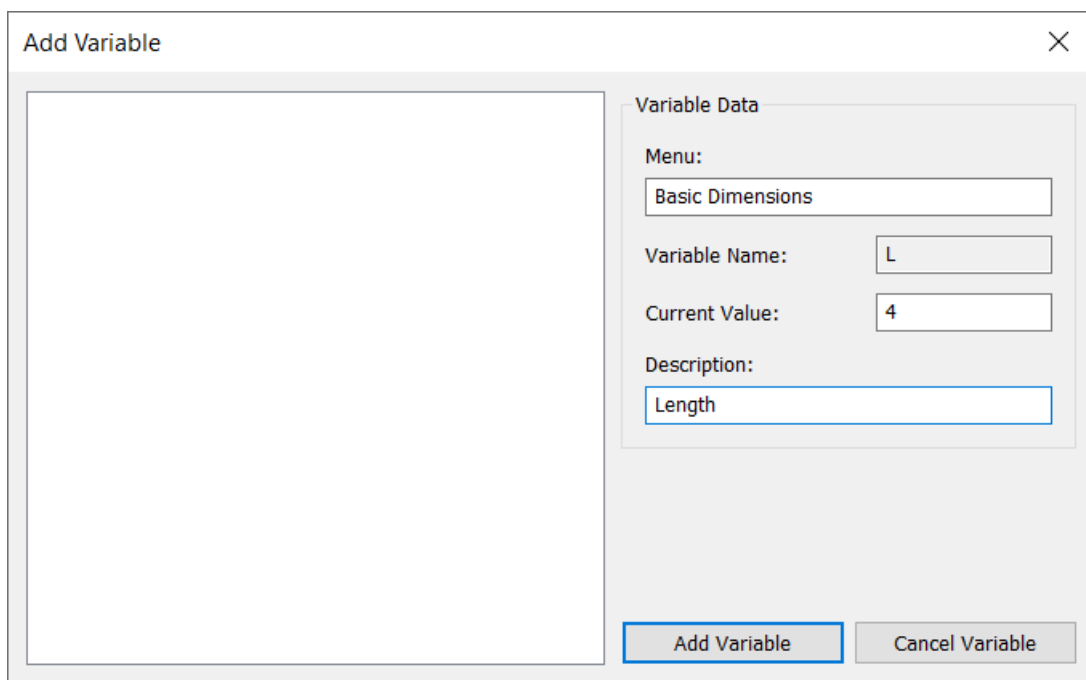 Add Variable
Variable Data
Menu:
Basic Dimensions
Variable Name: L
Current Value: 4
Description:
Length
Add Variable Cancel Variable